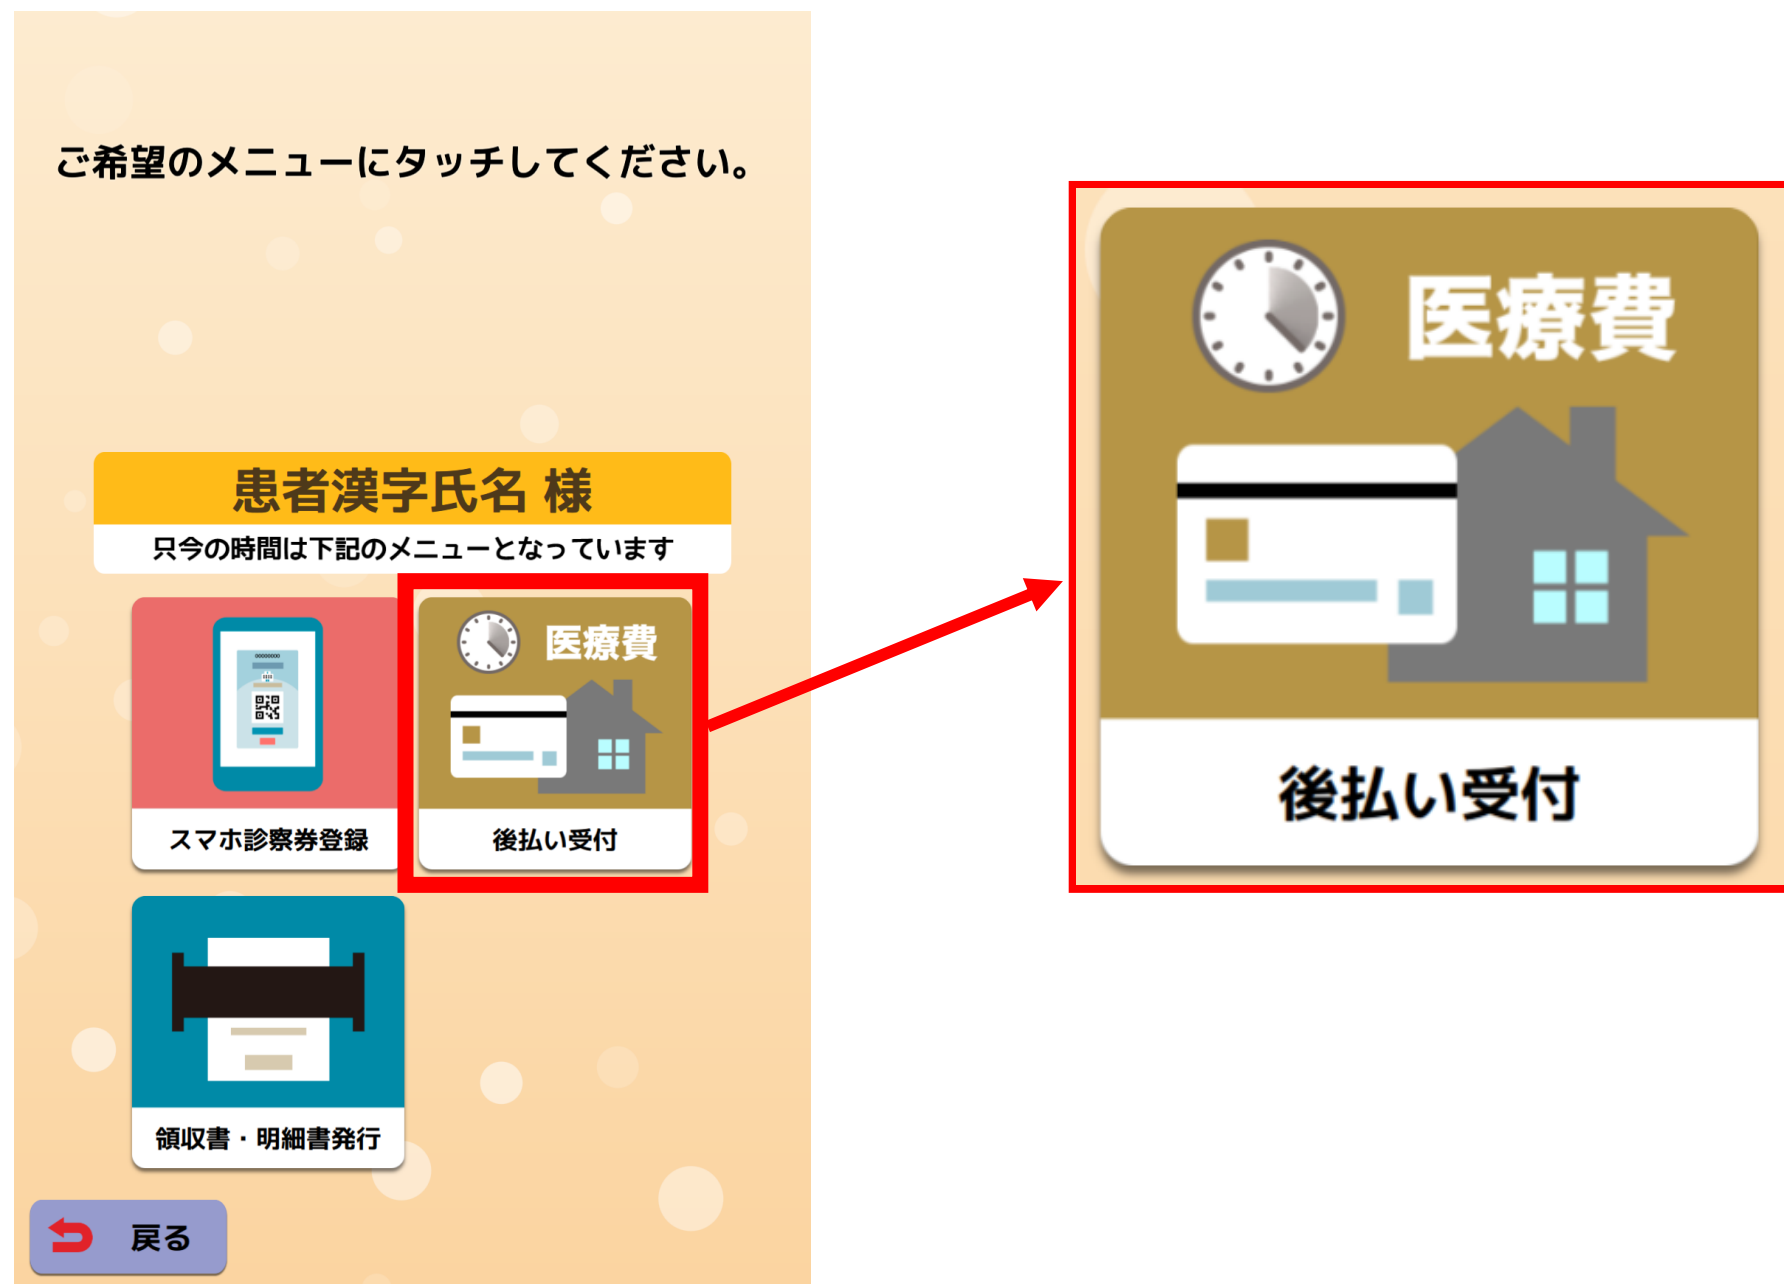 ご希望のメニューにタッチしてください。
患者漢字氏名 様
只今の時間は下記のメニューとなっています
スマホ診察券登録
医療費
後払い受付
領収書・明細書発行
戻る
医療費
後払い受付